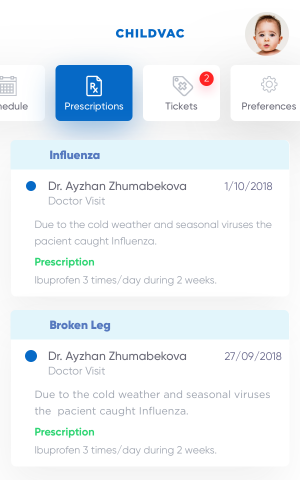 CHILDVAC
2
hedule
Prescriptions
Tickets
Preferences
Influenza
Dr. Ayzhan Zhumabekova 1/10/2018
Doctor Visit
Due to the cold weather and seasonal viruses the
pacient caught Influenza.
Prescription
Ibuprofen 3 times/day during 2 weeks.
Broken Leg
Dr. Ayzhan Zhumabekova 27/09/2018
Doctor Visit
Due to the cold weather and seasonal viruses
the pacient caught Influenza.
Prescription
Ibuprofen 3 times/day during 2 weeks.